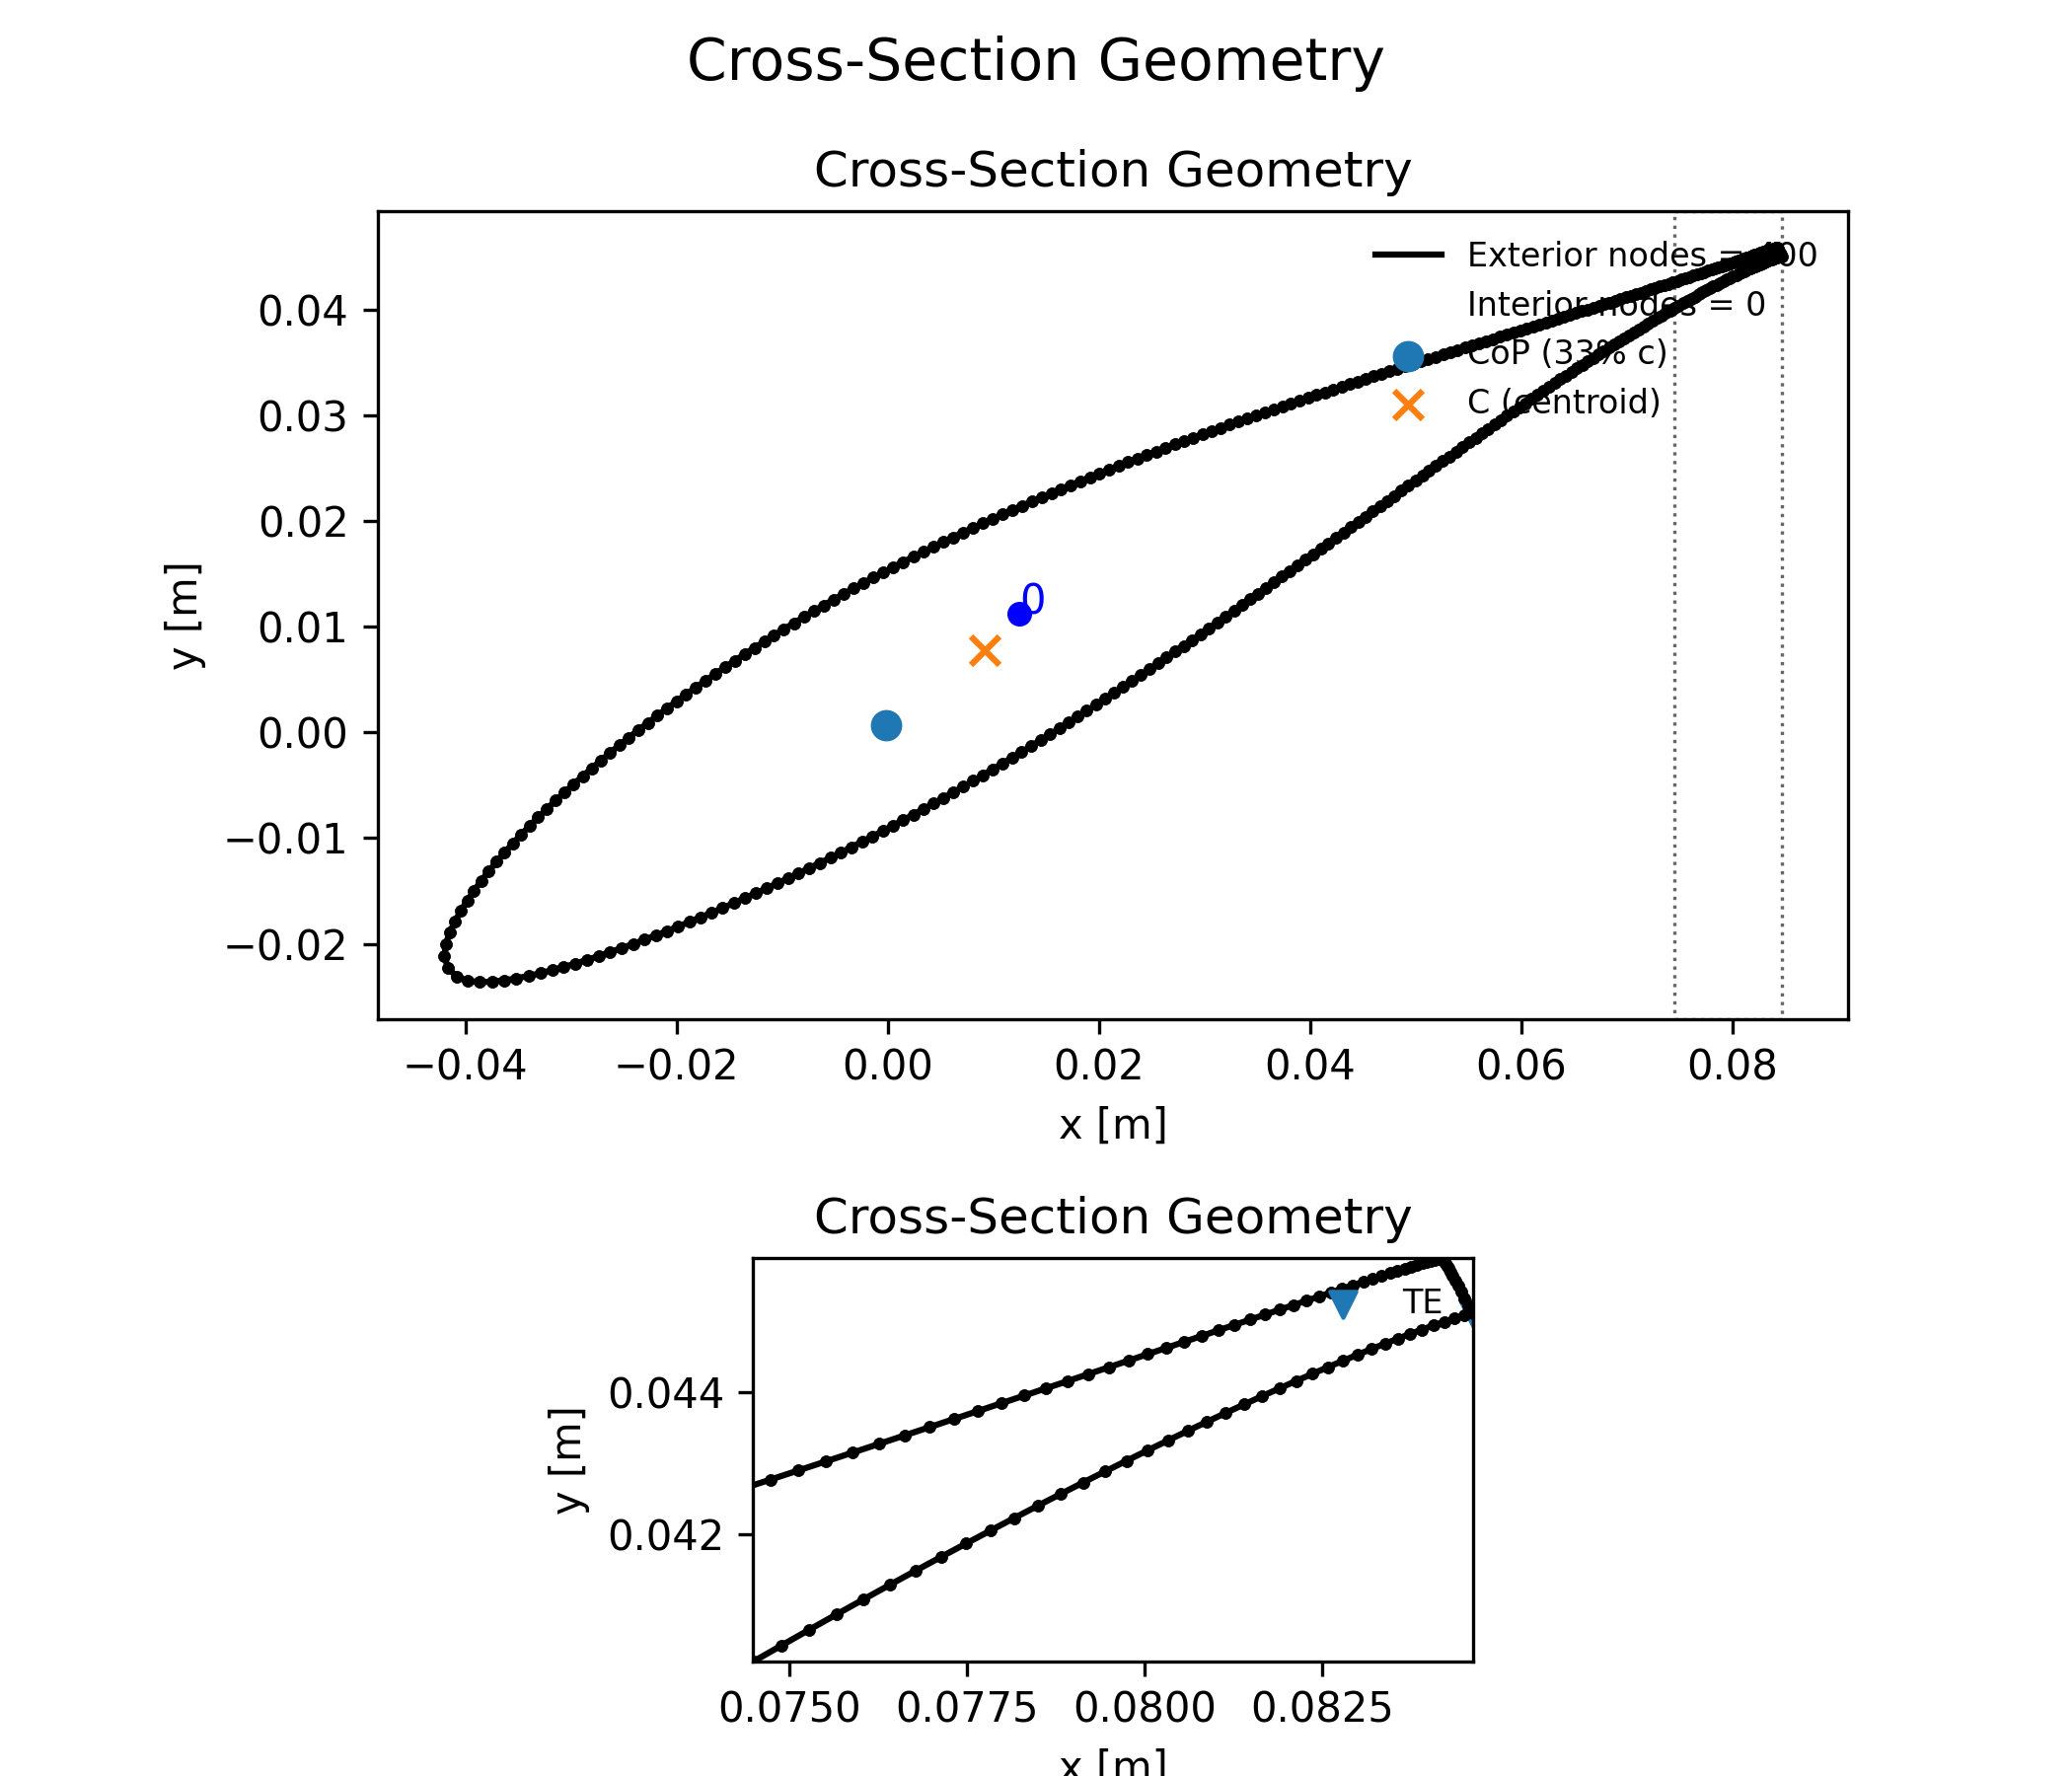 Cross-Section Geometry
Cross-Section Geometry
Exterior nodes =
Interior nodes = 0
CoP (33% c)
C (centroid)
0
y [m]
0.04
0.03
0.02
0.01
0.00
−0.01
−0.02
−0.04 −0.02 0.00 0.02 0.04 0.06 0.08
x [m]
Cross-Section Geometry
TE
y [m]
0.044
0.042
0.0750 0.0775 0.0800 0.0825
x [m]